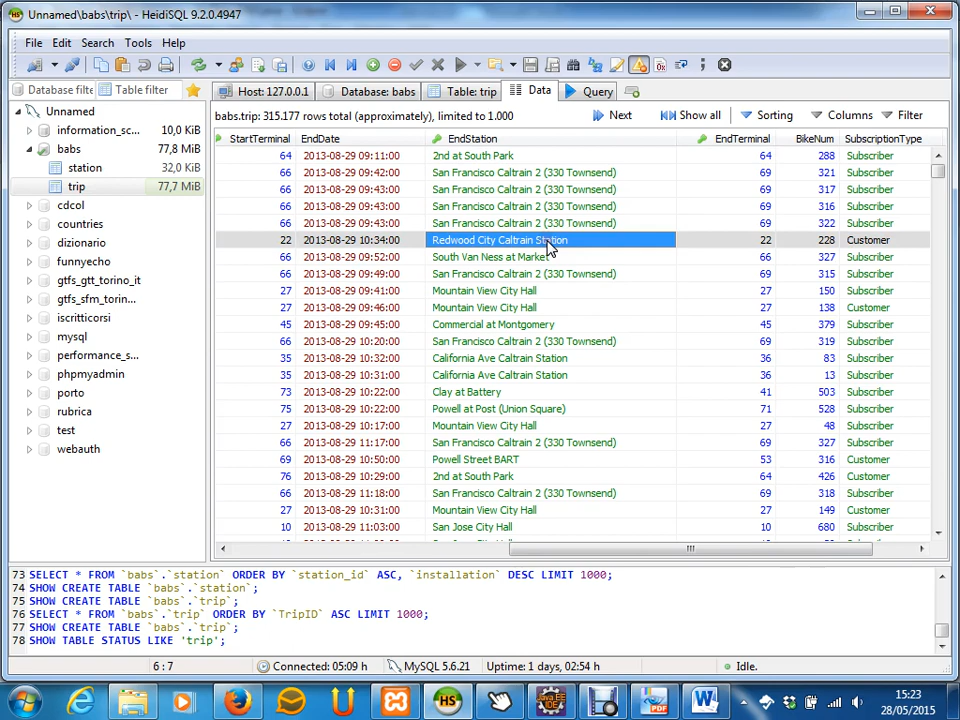 Unnamed\babs\trip\ - HeidiSQL 9.2.0.4947
File Edit Search Tools Help
Database filt Table filter Host: 127.0.0.1 Database: babs Table: trip Data Query
babs.trip: 315.177 rows total (approximately), limited to 1.000 Next Show all Sorting Columns Filter
Unnamed
information_sc... 10,0 KiB
babs 77,8 MiB
station 32,0 KiB
trip 77,7 MiB
cdcol
countries
dizionario
funnyecho
gtfs_gtt_torino_it
gtfs_sfm_torin...
iscritticorsi
mysql
performance_s...
phpmyadmin
porto
rubrica
test
webauth
StartTerminal EndDate EndStation EndTerminal BikeNum SubscriptionType
64 2013-08-29 09:11:00 2nd at South Park 64 288 Subscriber
66 2013-08-29 09:42:00 San Francisco Caltrain 2 (330 Townsend) 69 321 Subscriber
66 2013-08-29 09:43:00 San Francisco Caltrain 2 (330 Townsend) 69 317 Subscriber
66 2013-08-29 09:43:00 San Francisco Caltrain 2 (330 Townsend) 69 316 Subscriber
66 2013-08-29 09:43:00 San Francisco Caltrain 2 (330 Townsend) 69 322 Subscriber
22 2013-08-29 10:34:00 Redwood City Caltrain Station 22 228 Customer
66 2013-08-29 09:52:00 South Van Ness at Market 66 327 Subscriber
66 2013-08-29 09:49:00 San Francisco Caltrain 2 (330 Townsend) 69 315 Subscriber
27 2013-08-29 09:41:00 Mountain View City Hall 27 150 Subscriber
27 2013-08-29 09:46:00 Mountain View City Hall 27 138 Customer
45 2013-08-29 09:45:00 Commercial at Montgomery 45 379 Subscriber
66 2013-08-29 10:20:00 San Francisco Caltrain 2 (330 Townsend) 69 319 Subscriber
35 2013-08-29 10:32:00 California Ave Caltrain Station 36 83 Subscriber
35 2013-08-29 10:31:00 California Ave Caltrain Station 36 13 Subscriber
73 2013-08-29 10:22:00 Clay at Battery 41 503 Subscriber
75 2013-08-29 10:22:00 Powell at Post (Union Square) 71 528 Subscriber
27 2013-08-29 10:17:00 Mountain View City Hall 27 48 Subscriber
66 2013-08-29 11:17:00 San Francisco Caltrain 2 (330 Townsend) 69 327 Subscriber
69 2013-08-29 10:50:00 Powell Street BART 53 316 Customer
76 2013-08-29 10:29:00 2nd at South Park 64 426 Customer
66 2013-08-29 11:18:00 San Francisco Caltrain 2 (330 Townsend) 69 318 Subscriber
27 2013-08-29 10:31:00 Mountain View City Hall 27 149 Customer
10 2013-08-29 11:03:00 San Jose City Hall 10 680 Subscriber
73 SELECT * FROM `babs`.`station` ORDER BY `station_id` ASC, `installation` DESC LIMIT 1000;
74 SHOW CREATE TABLE `babs`.`station`;
75 SHOW CREATE TABLE `babs`.`trip`;
76 SELECT * FROM `babs`.`trip` ORDER BY `TripID` ASC LIMIT 1000;
77 SHOW CREATE TABLE `babs`.`trip`;
78 SHOW TABLE STATUS LIKE 'trip';
6 : 7 Connected: 05:09 h MySQL 5.6.21 Uptime: 1 days, 02:54 h Idle.
15:23
28/05/2015